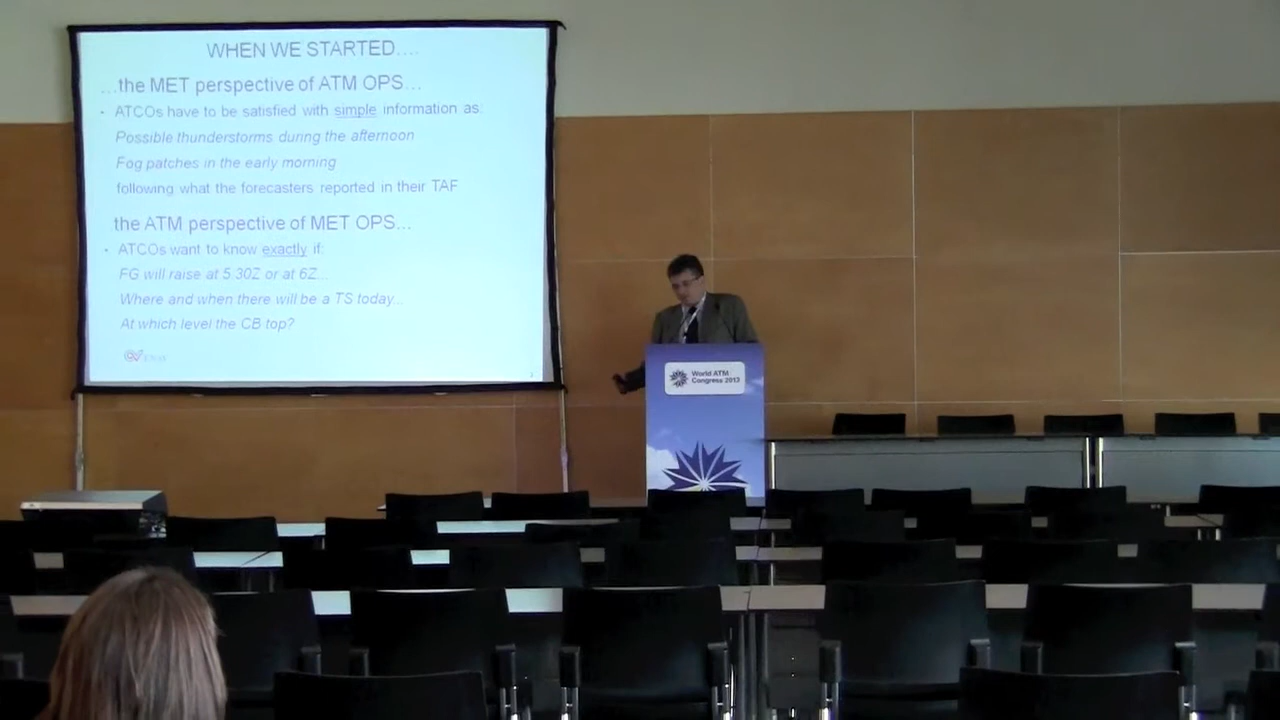 WHEN WE STARTED....
...the MET perspective of ATM OPS...
• ATCOs have to be satisfied with simple information as:
Possible thunderstorms during the afternoon
Fog patches in the early morning
following what the forecasters reported in their TAF
the ATM perspective of MET OPS...
• ATCOs want to know exactly if:
FG will raise at 5.30Z or at 6Z...
Where and when there will be a TS today...
At which level the CB top?
World ATM
Congress 2013